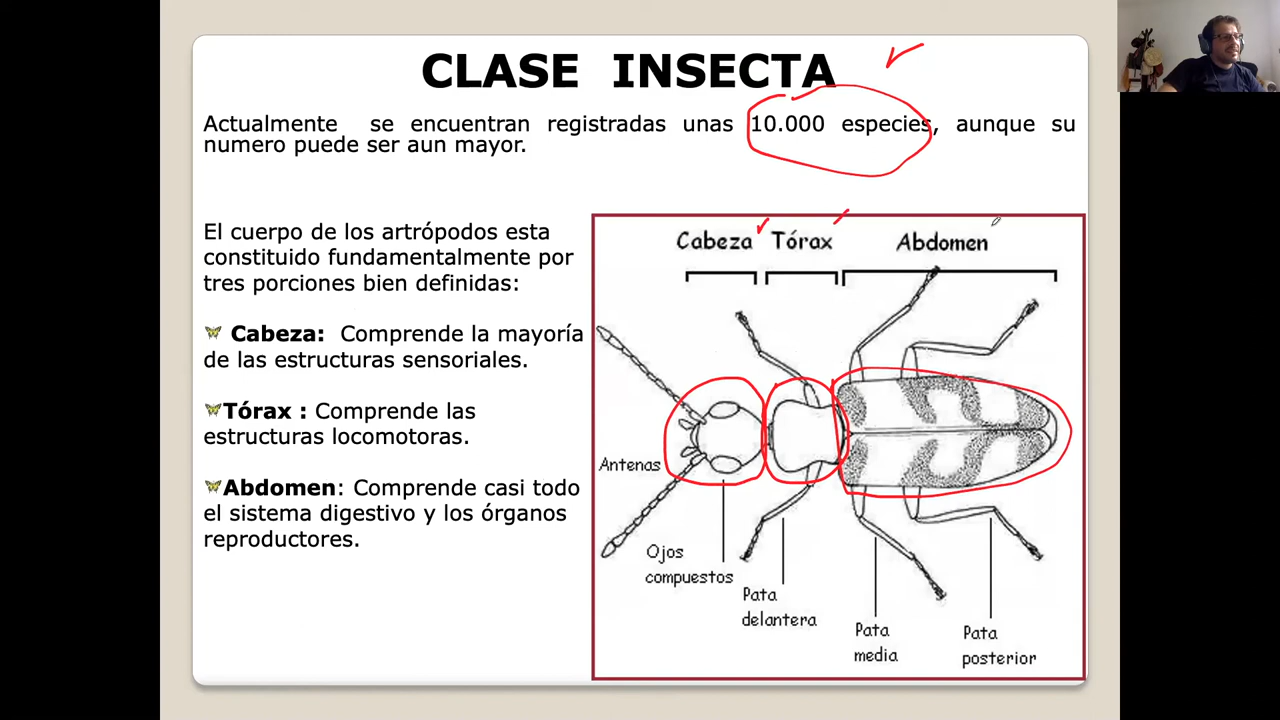 CLASE INSECTA
Actualmente se encuentran registradas unas 10.000 especies, aunque su
numero puede ser aun mayor.
El cuerpo de los artrópodos esta
constituido fundamentalmente por
tres porciones bien definidas:
Cabeza: Comprende la mayoría
de las estructuras sensoriales.
Tórax : Comprende las
estructuras locomotoras.
Abdomen: Comprende casi todo
el sistema digestivo y los órganos
reproductores.
Cabeza Tórax Abdomen
Antenas
Ojos
compuestos
Pata
delantera
Pata
media
Pata
posterior